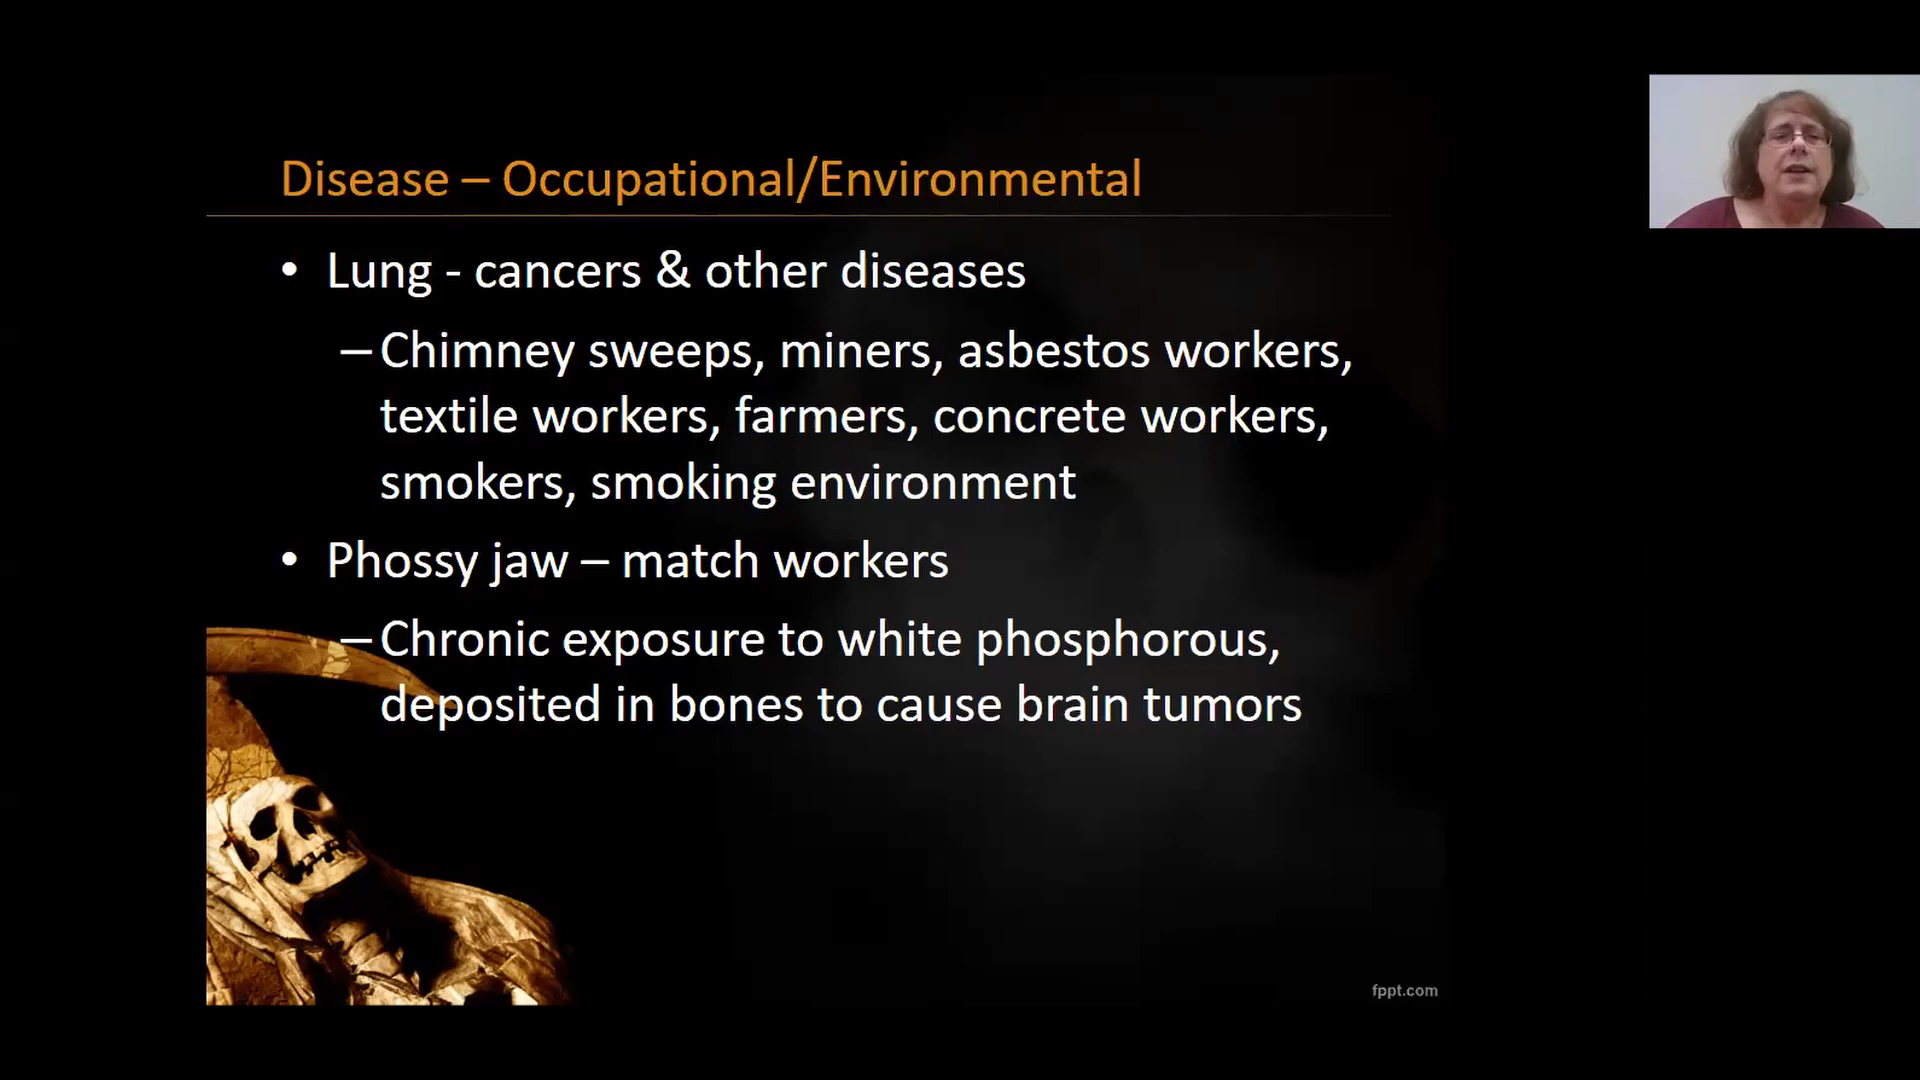 Disease – Occupational/Environmental
• Lung - cancers & other diseases
– Chimney sweeps, miners, asbestos workers,
textile workers, farmers, concrete workers,
smokers, smoking environment
• Phossy jaw – match workers
– Chronic exposure to white phosphorous,
deposited in bones to cause brain tumors
fppt.com